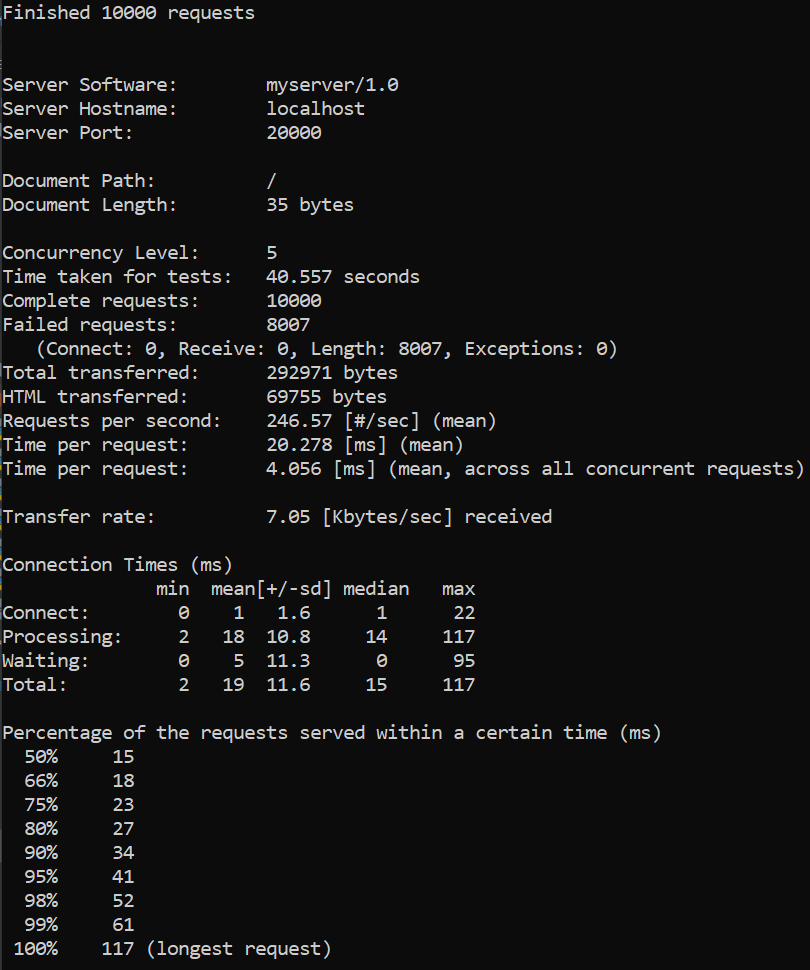 Finished 10000 requests
Server Software: myserver/1.0
Server Hostname: localhost
Server Port: 20000
Document Path: /
Document Length: 35 bytes
Concurrency Level: 5
Time taken for tests: 40.557 seconds
Complete requests: 10000
Failed requests: 8007
(Connect: 0, Receive: 0, Length: 8007, Exceptions: 0)
Total transferred: 292971 bytes
HTML transferred: 69755 bytes
Requests per second: 246.57 [#/sec] (mean)
Time per request: 20.278 [ms] (mean)
Time per request: 4.056 [ms] (mean, across all concurrent requests)
Transfer rate: 7.05 [Kbytes/sec] received
Connection Times (ms)
min mean[+/-sd] median max
Connect: 0 1 1.6 1 22
Processing: 2 18 10.8 14 117
Waiting: 0 5 11.3 0 95
Total: 2 19 11.6 15 117
Percentage of the requests served within a certain time (ms)
50% 15
66% 18
75% 23
80% 27
90% 34
95% 41
98% 52
99% 61
100% 117 (longest request)